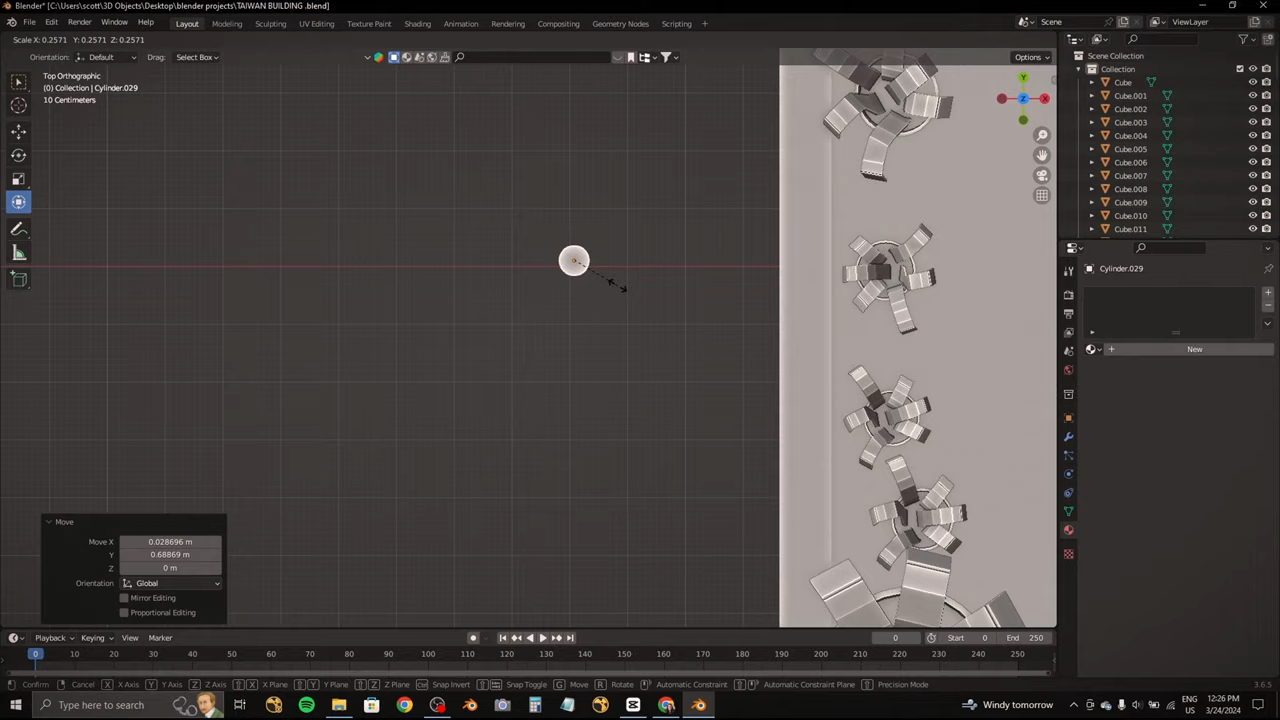 Blender* [C:\Users\scott\3D Objects\Desktop\blender projects\TAIWAN BUILDING .blend]
File Edit Render Window Help Layout Modeling Sculpting UV Editing Texture Paint Shading Animation Rendering Compositing Geometry Nodes Scripting + Scene ViewLayer
Scale X: 0.2571 Y: 0.2571 Z: 0.2571
Orientation: Default Drag: Select Box Options
Top Orthographic
(0) Collection | Cylinder.029
10 Centimeters
Y
Z
X
Scene Collection
Collection
Cube
Cube.001
Cube.002
Cube.003
Cube.004
Cube.005
Cube.006
Cube.007
Cube.008
Cube.009
Cube.010
Cube.011
Cylinder.029
New
Move
Move X 0.028696 m
Y 0.68869 m
Z 0 m
Orientation Global
Mirror Editing
Proportional Editing
Playback Keying View Marker 0 Start 0 End 250
0 10 20 30 40 50 60 70 80 90 100 110 120 130 140 150 160 170 180 190 200 210 220 230 240 250
Confirm Cancel X X Axis Y Y Axis Z Z Axis X X Plane Y Y Plane Z Z Plane Ctrl Snap Invert Snap Toggle G Move R Rotate Automatic Constraint Automatic Constraint Plane Precision Mode 3.6.5
Type here to search Windy tomorrow ENG US 12:26 PM 3/24/2024